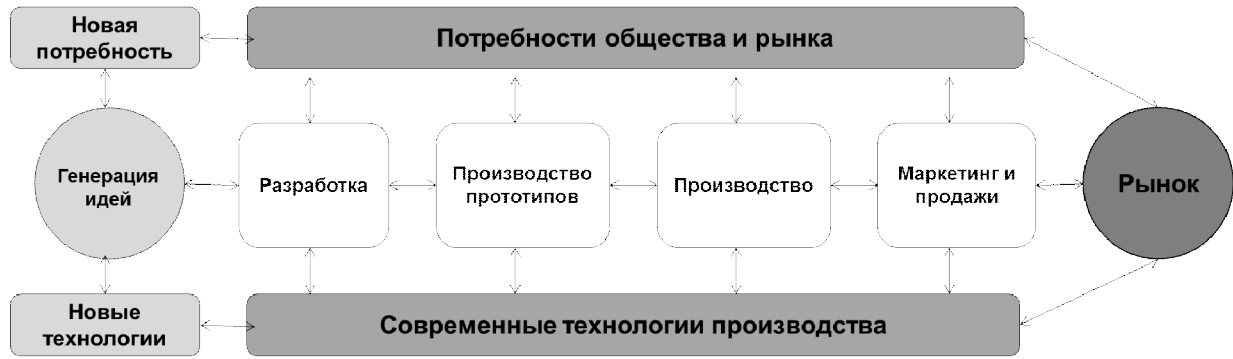 Новая
потребность
Потребности общества и рынка
Генерация
идей
Разработка
Производство
прототипов
Производство
Маркетинг и
продажи
Рынок
Новые
технологии
Современные технологии производства